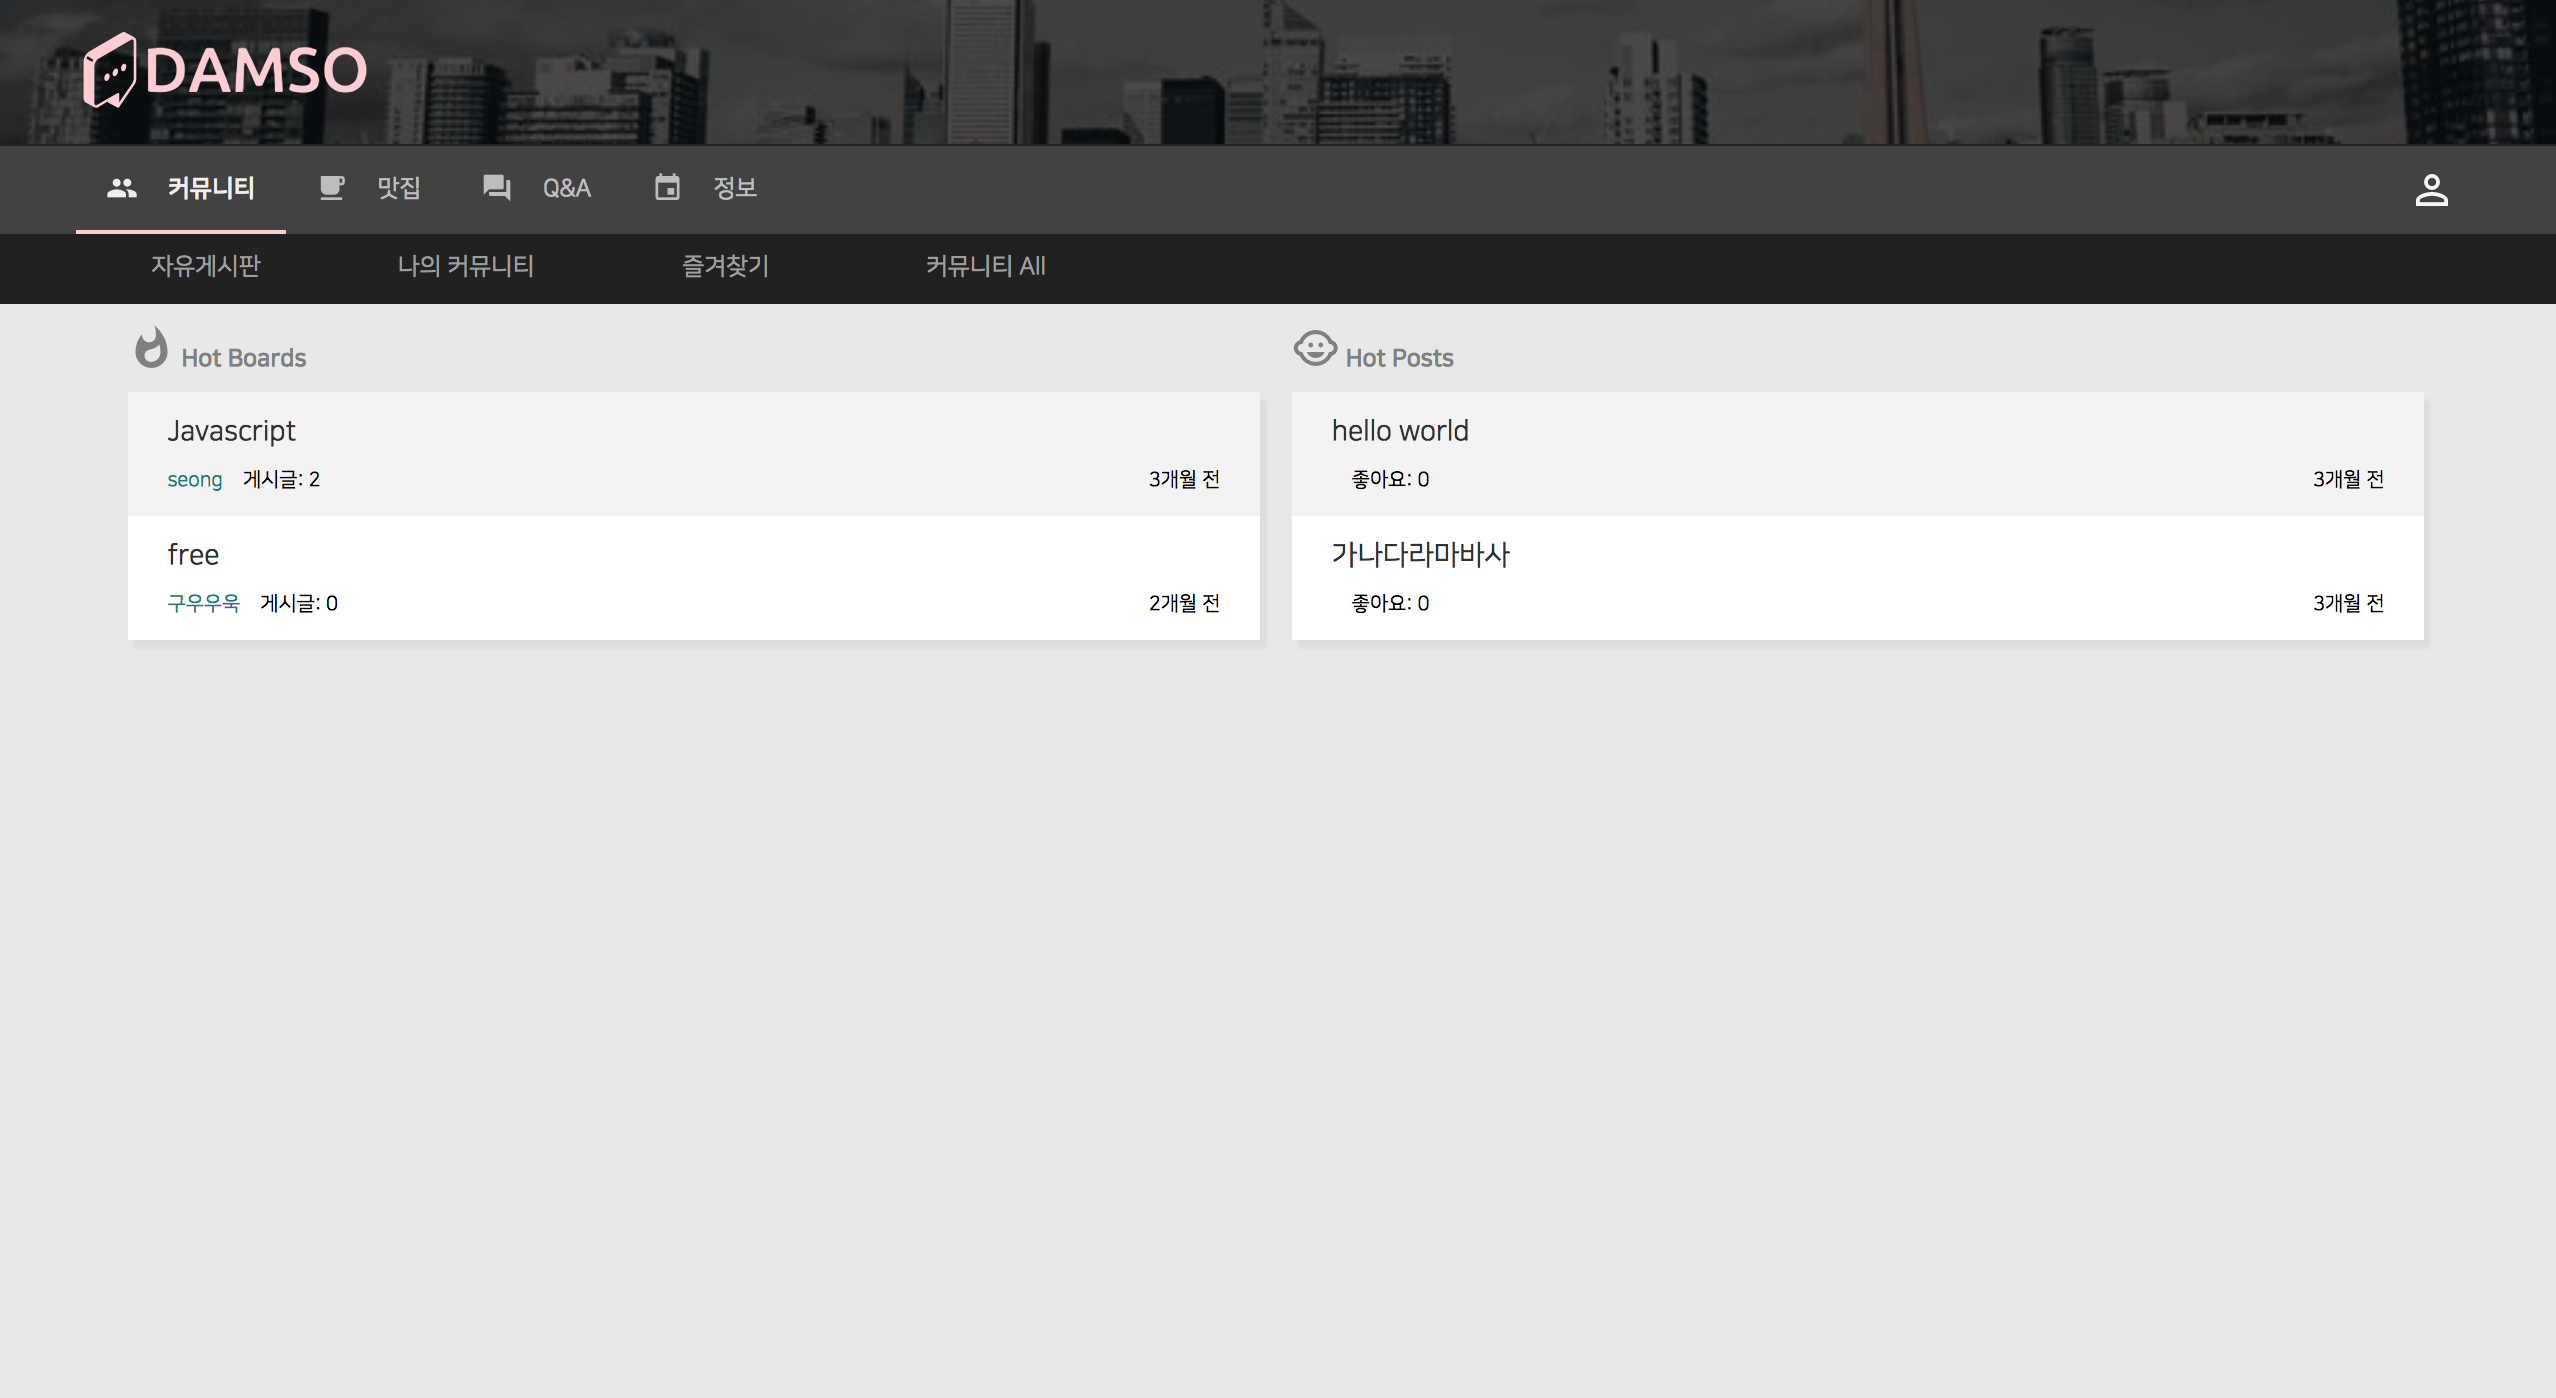 DAMSO
커뮤니티 맛집 Q&A 정보
자유게시판 나의 커뮤니티 즐겨찾기 커뮤니티 All
Hot Boards
Javascript
seong 게시글: 2 3개월 전
free
구우우욱 게시글: 0 2개월 전
Hot Posts
hello world
좋아요: 0 3개월 전
가나다라마바사
좋아요: 0 3개월 전